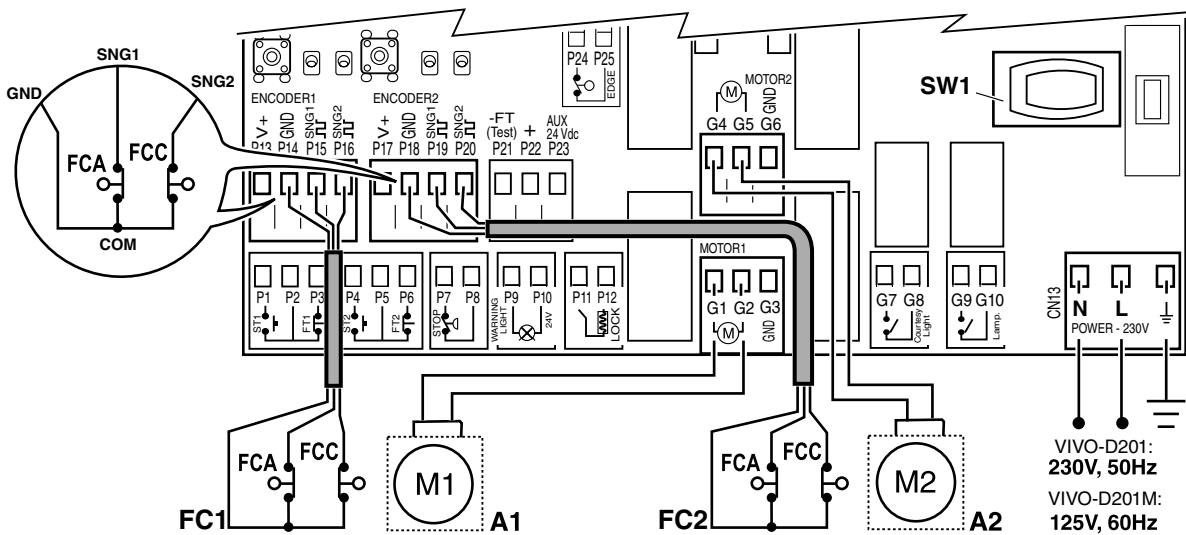 SNG1
SNG2
GND
FCA
FCC
COM
P24 P25
EDGE
MOTOR2
M
GND
G4 G5 G6
SW1
ENCODER1
V+
GND
SNG1
SNG2
P13 P14 P15 P16
ENCODER2
V+
GND
SNG1
SNG2
P17 P18 P19 P20
-FT
(Test)
+
AUX
24 Vdc
P21 P22 P23
MOTOR1
P1 P2 P3 P4 P5 P6
ST1
FT1
ST2
FT2
P7 P8
STOP
P9 P10
WARNING
LIGHT
24V
P11 P12
LOCK
G1 G2 G3
M
GND
G7 G8
Courtesy
Light
G9 G10
Lamp.
CN13
N L
POWER - 230V
FCA
FCC
FC1
M1
A1
FCA
FCC
FC2
M2
A2
VIVO-D201:
230V, 50Hz
VIVO-D201M:
125V, 60Hz